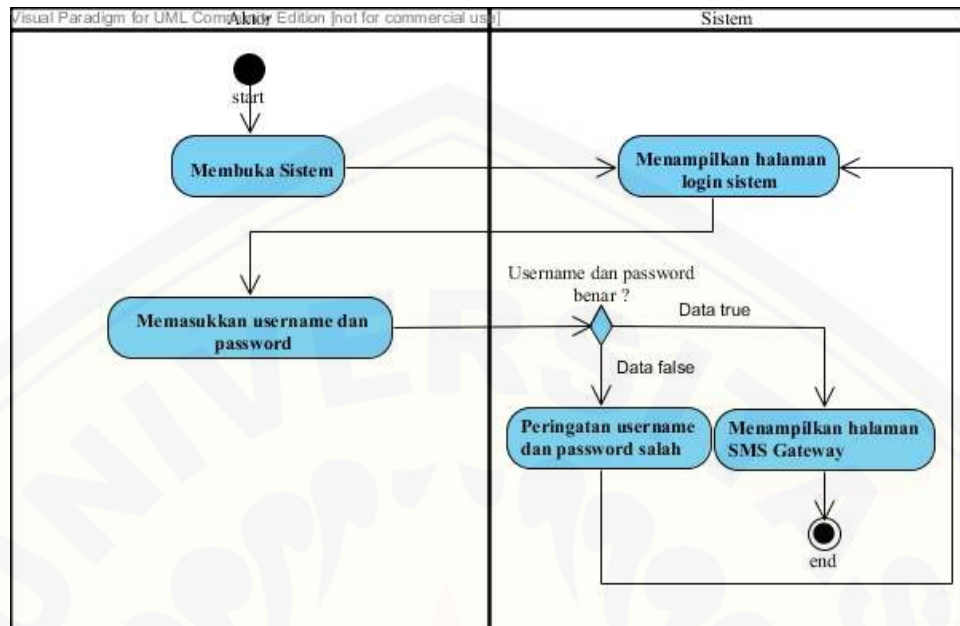 Visual Paradigm for UML Community Edition [not for commercial use]
Aktor
Sistem
start
Membuka Sistem
Menampilkan halaman
login sistem
Memasukkan username dan
password
Username dan password
benar ?
Data true
Data false
Peringatan username
dan password salah
Menampilkan halaman
SMS Gateway
end
UNIVERSITAS